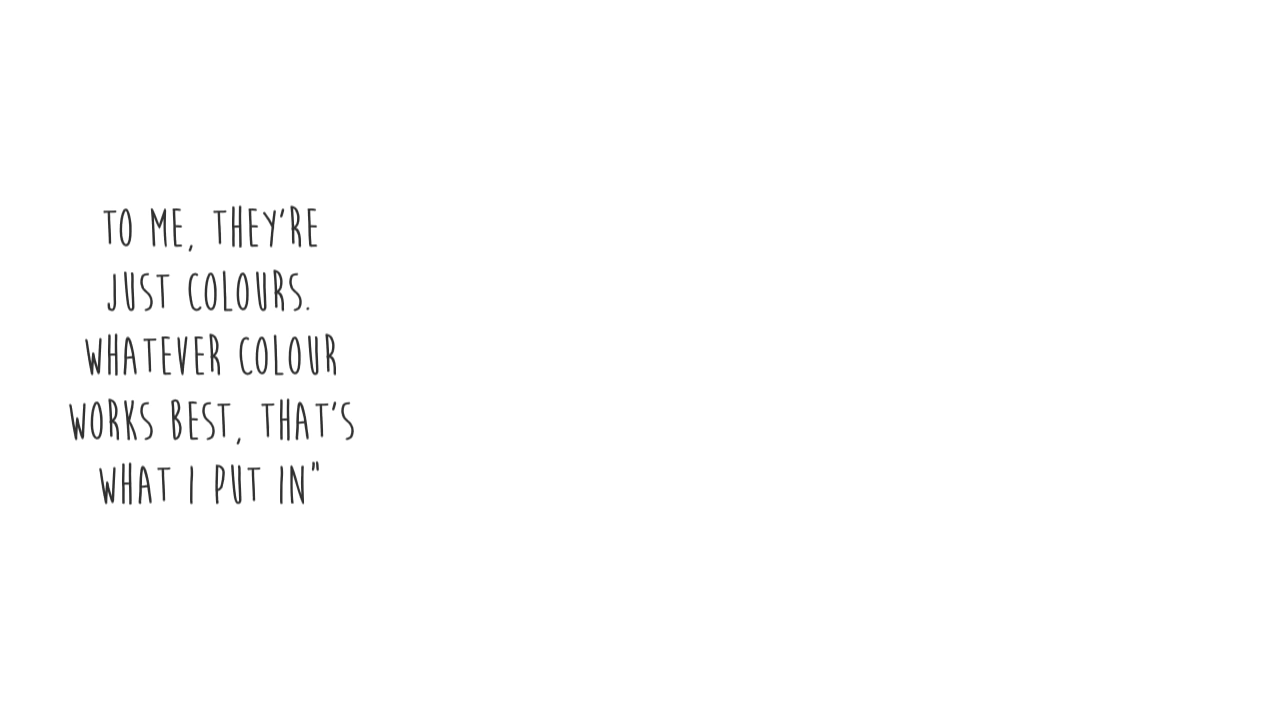 TO ME, THEY'RE
JUST COLOURS.
WHATEVER COLOUR
WORKS BEST, THAT'S
WHAT I PUT IN"